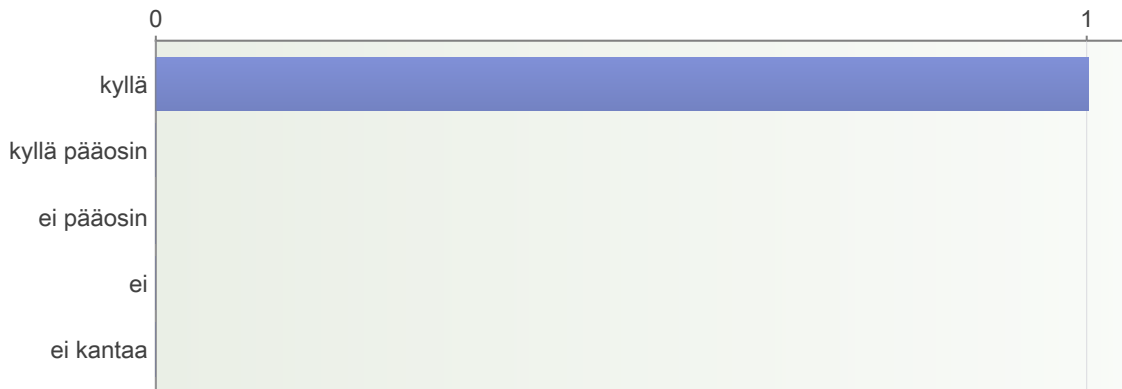 0 1
kyllä
kyllä pääosin
ei pääosin
ei
ei kantaa